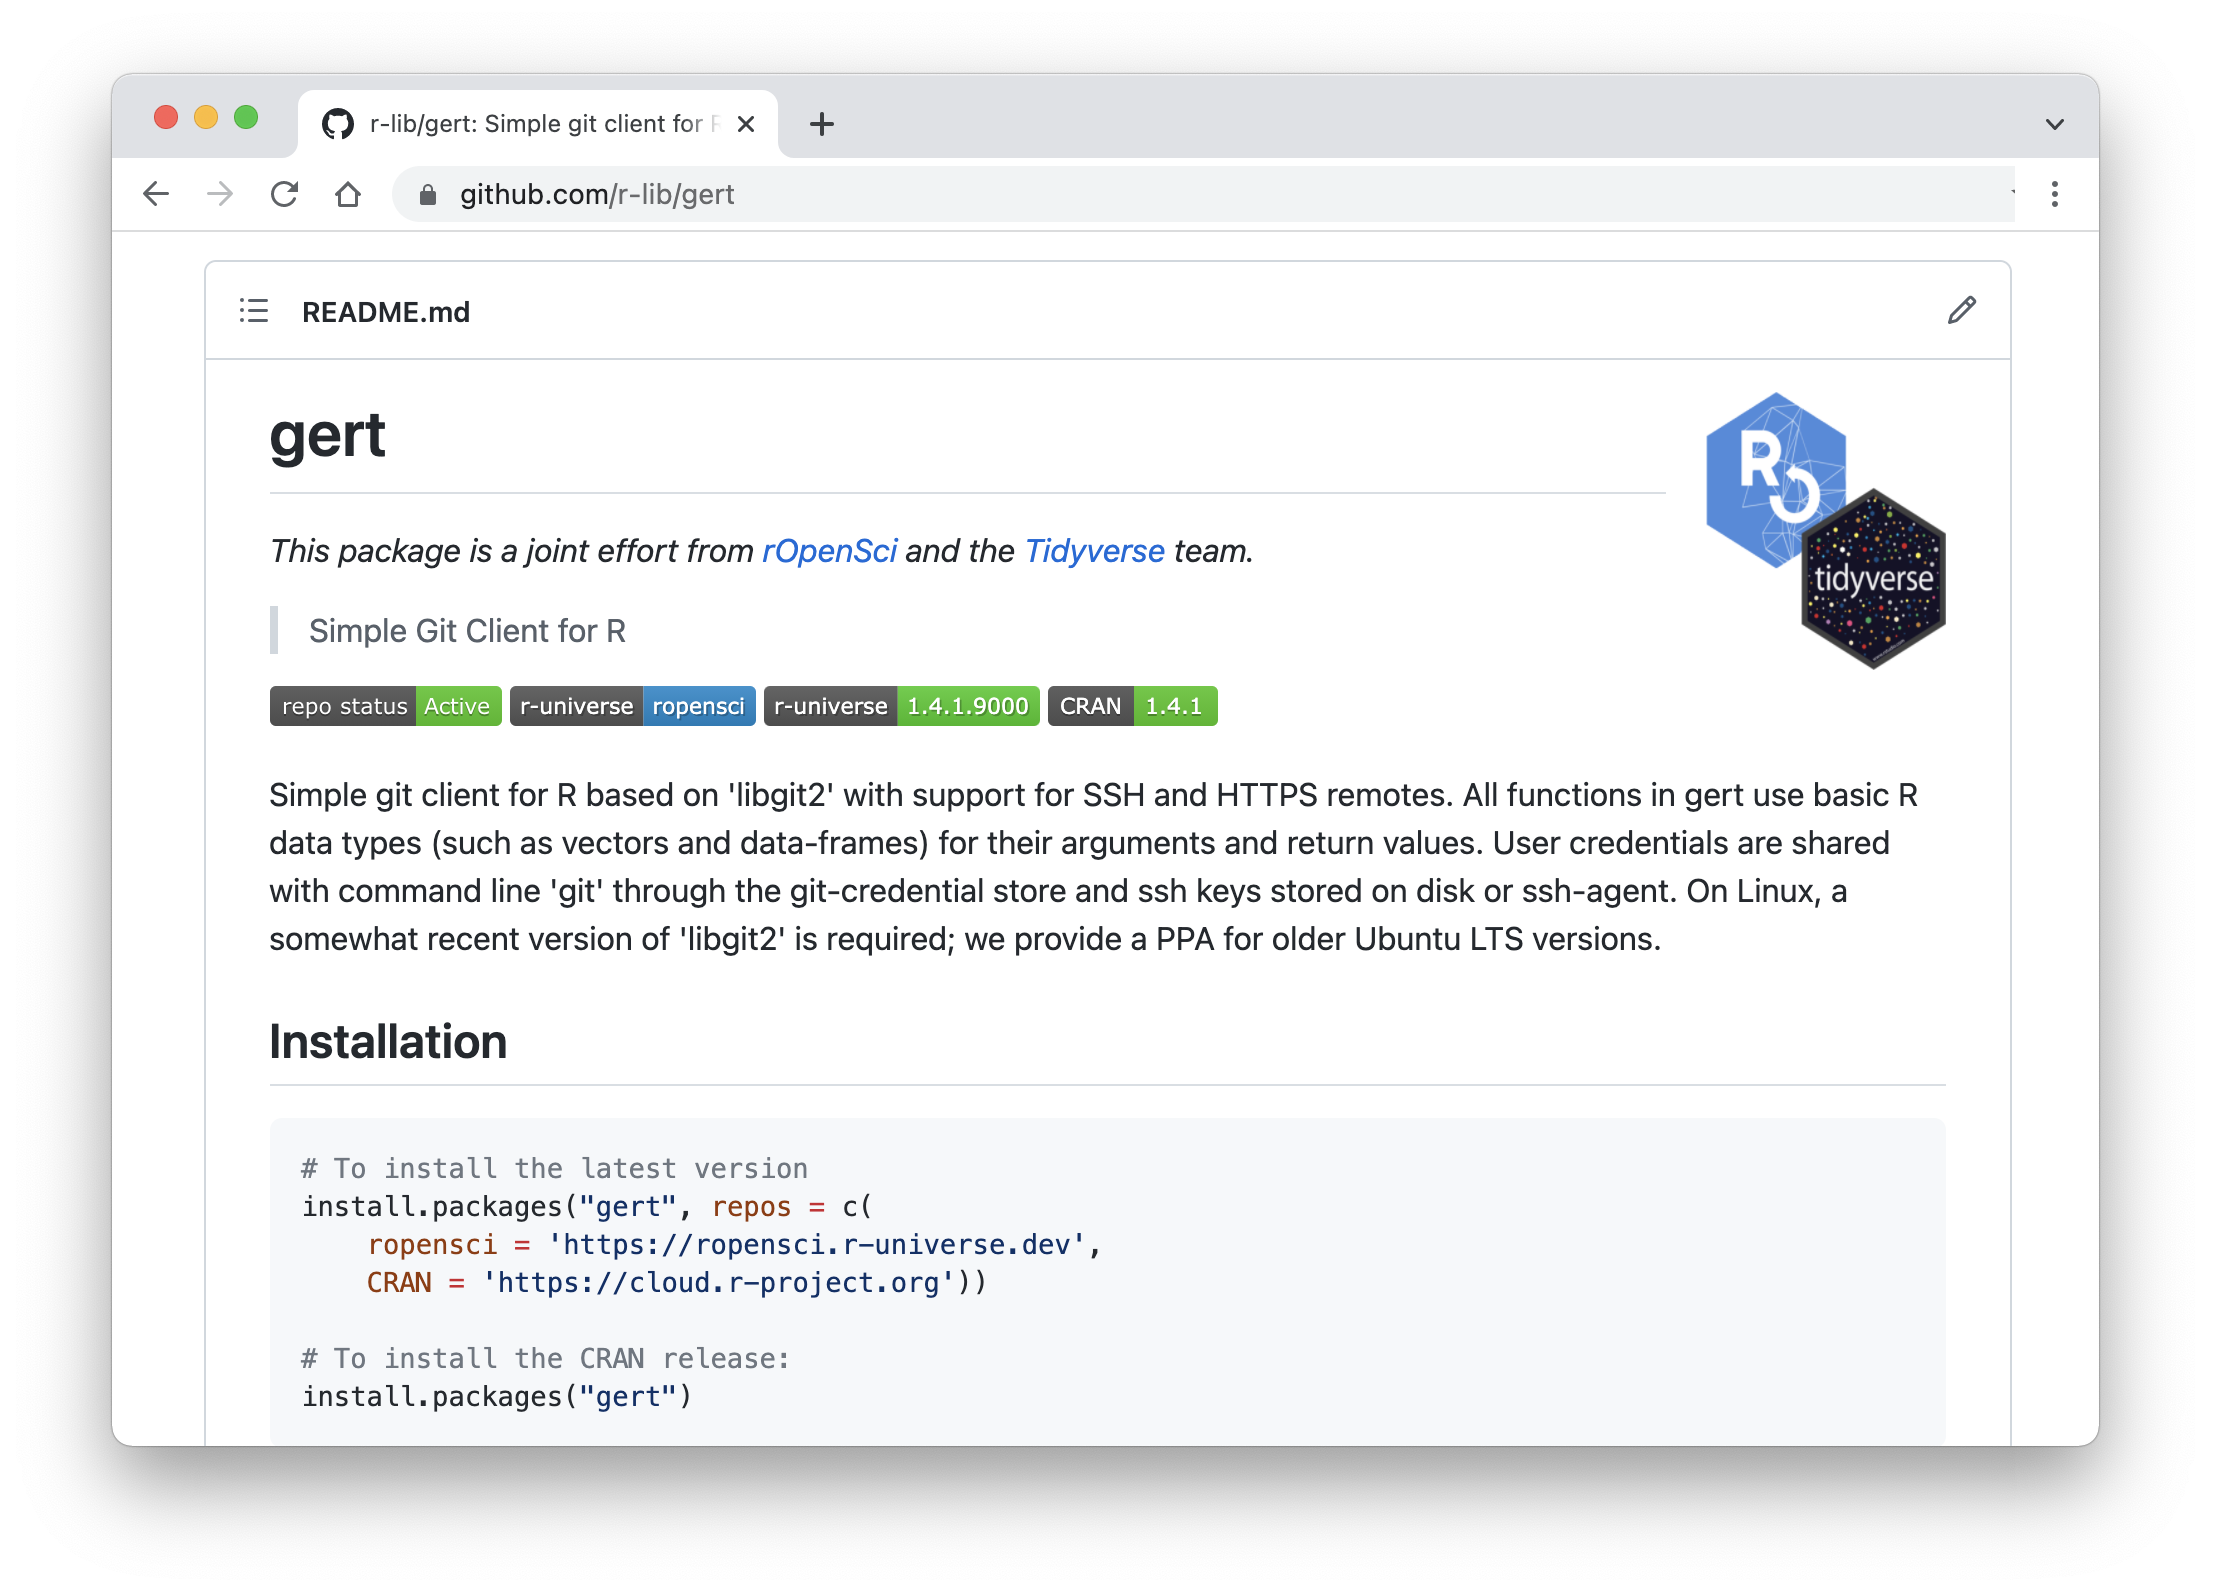 r-lib/gert: Simple git client for R
github.com/r-lib/gert
README.md
gert
This package is a joint effort from rOpenSci and the Tidyverse team.
Simple Git Client for R
repo status Active r-universe ropensci r-universe 1.4.1.9000 CRAN 1.4.1
R
tidyverse
Simple git client for R based on 'libgit2' with support for SSH and HTTPS remotes. All functions in gert use basic R
data types (such as vectors and data-frames) for their arguments and return values. User credentials are shared
with command line 'git' through the git-credential store and ssh keys stored on disk or ssh-agent. On Linux, a
somewhat recent version of 'libgit2' is required; we provide a PPA for older Ubuntu LTS versions.
Installation
# To install the latest version
install.packages("gert", repos = c(
    ropensci = 'https://ropensci.r-universe.dev',
    CRAN = 'https://cloud.r-project.org'))
# To install the CRAN release:
install.packages("gert")